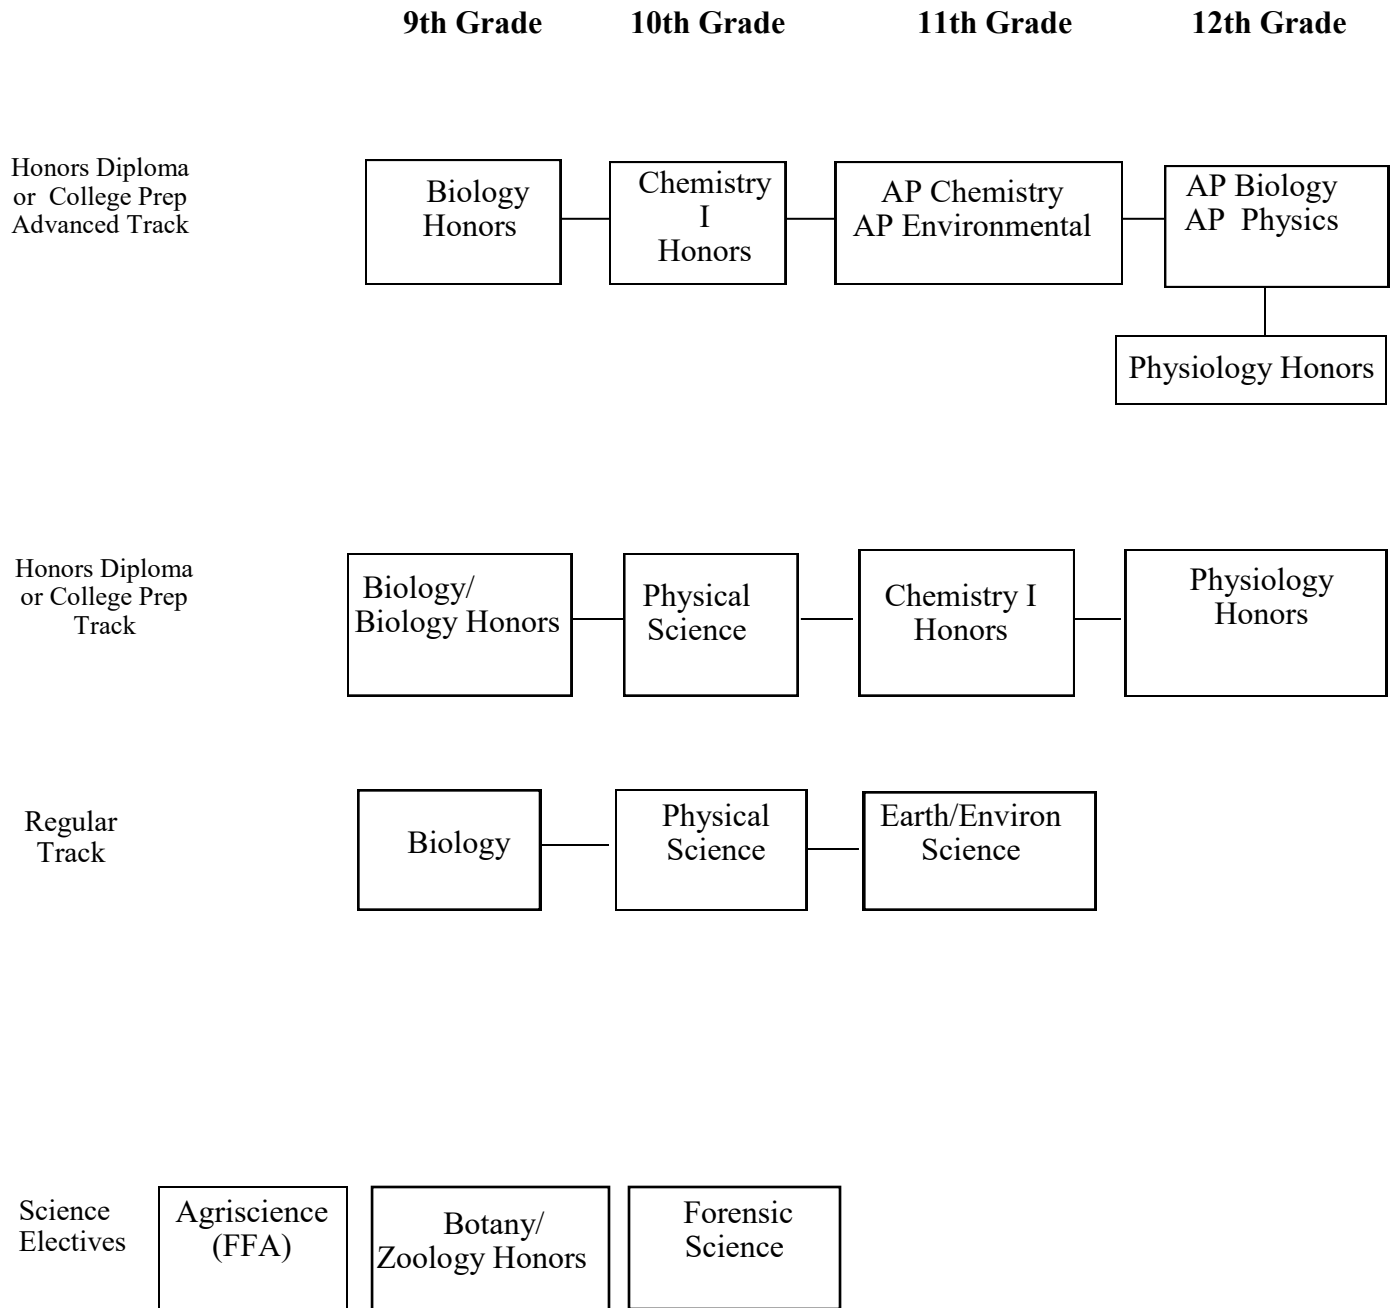 9th Grade 10th Grade 11th Grade 12th Grade
Honors Diploma
or College Prep
Advanced Track
Biology
Honors
Chemistry
I
Honors
AP Chemistry
AP Environmental
AP Biology
AP Physics
Physiology Honors
Honors Diploma
or College Prep
Track
Biology/
Biology Honors
Physical
Science
Chemistry I
Honors
Physiology
Honors
Regular
Track
Biology
Physical
Science
Earth/Environ
Science
Science
Electives
Agriscience
(FFA)
Botany/
Zoology Honors
Forensic
Science